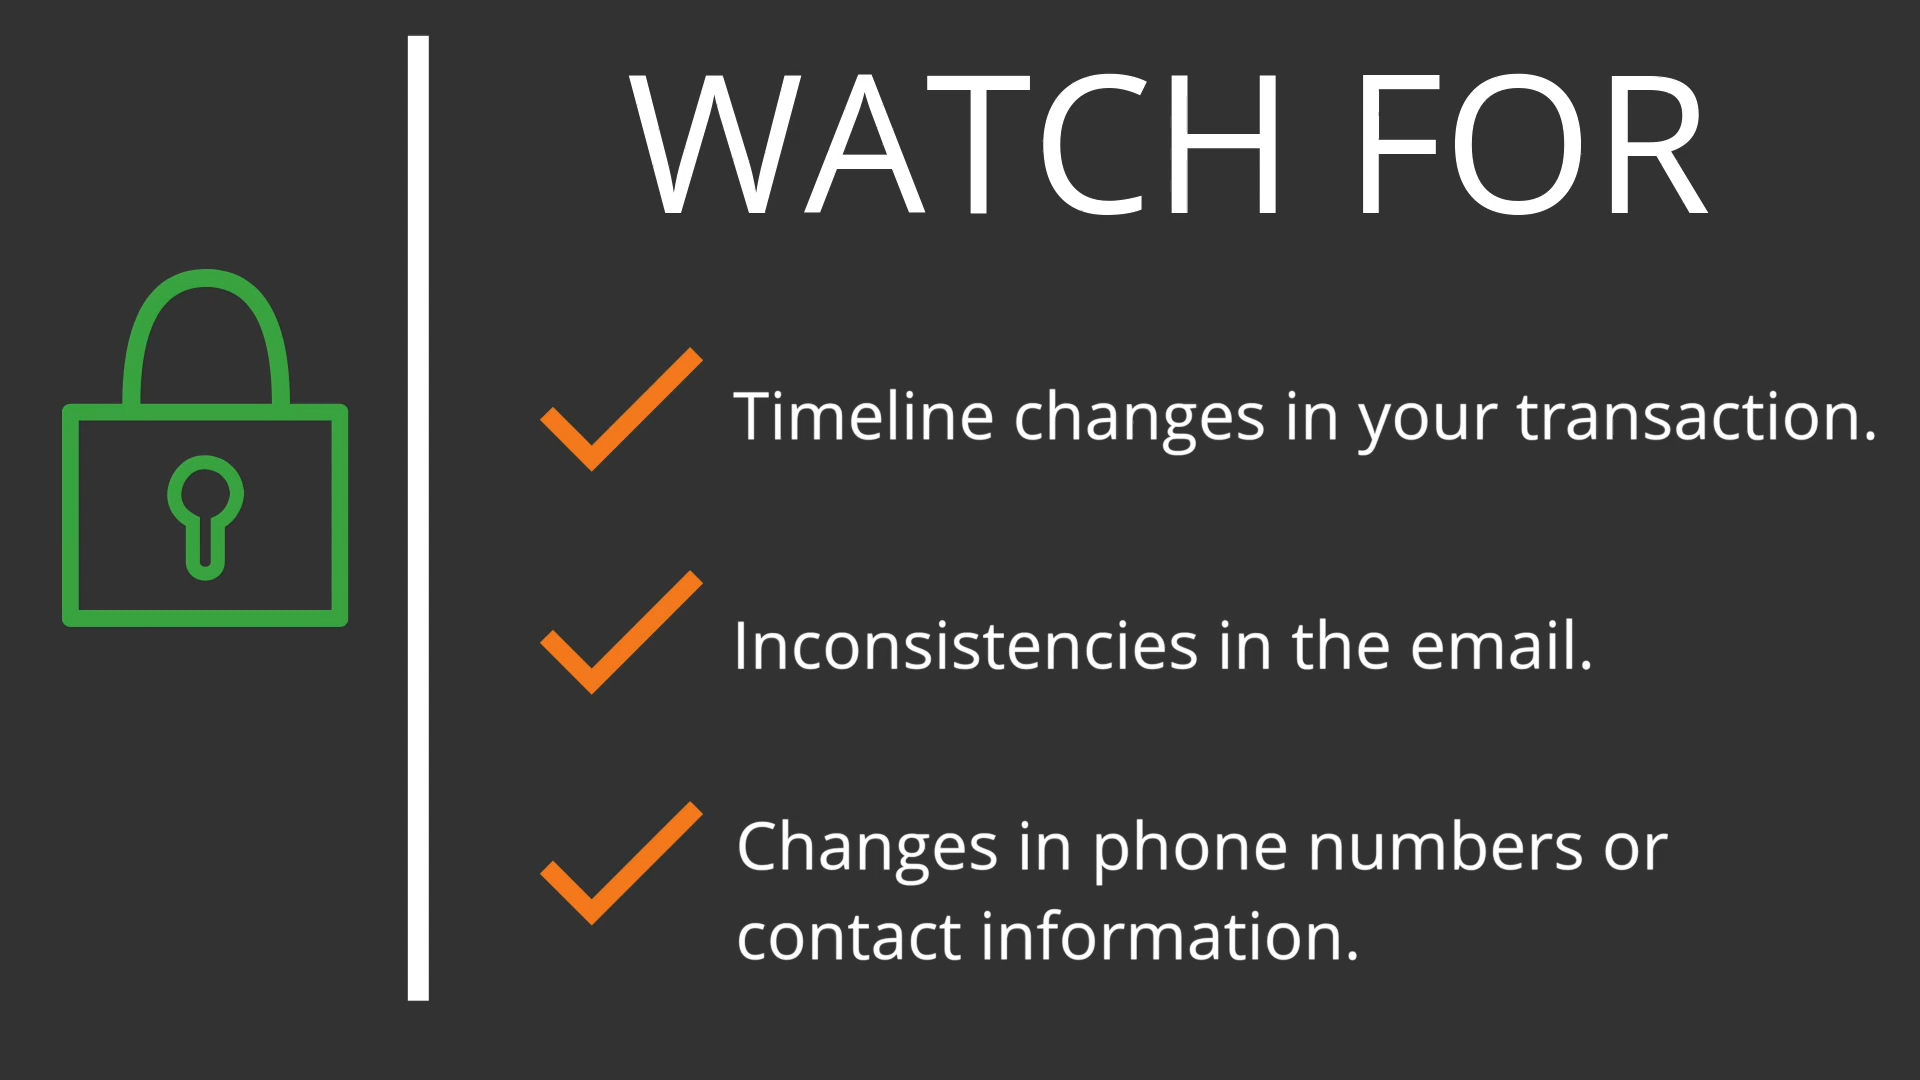 WATCH FOR
Timeline changes in your transaction.
Inconsistencies in the email.
Changes in phone numbers or
contact information.